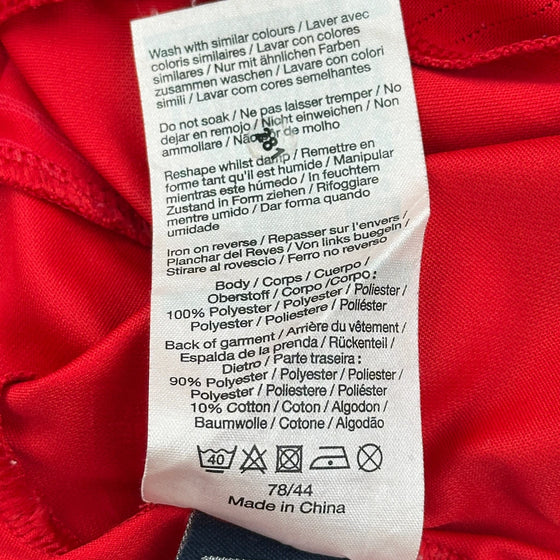 Wash with similar colours / Laver avec
coloris similaires / Lavar con colores
similares / Nur mit ähnlichen Farben
zusammen waschen / Lavare con colori
simili / Lavar com cores semelhantes
Do not soak / Ne pas laisser tremper / No
dejar en remojo / Nicht einweichen / Non
ammollare / Não de molho
Reshape whilst damp / Remettre en
forme tant qu'il est humide / Manipular
mientras este húmedo / In feuchtem
Zustand in Form ziehen / Rifoggiare
mentre umido / Dar forma quando
umidade
Iron on reverse / Repasser sur l'envers /
Planchar del Reves / Von links buegeln /
Stirare al rovescio / Ferro no reverso
Body / Corps / Cuerpo /
Oberstoff / Corpo /Corpo:
100% Polyester / Polyester / Poliester /
Polyester / Poliestere / Poliéster
Back of garment / Arrière du vêtement /
Espalda de la prenda / Rückenteil /
Dietro / Parte traseira :
90% Polyester / Polyester / Poliester /
Polyester / Poliestere / Poliéster
10% Cotton / Coton / Algodon /
Baumwolle / Cotone / Algodão
40
78/44
Made in China